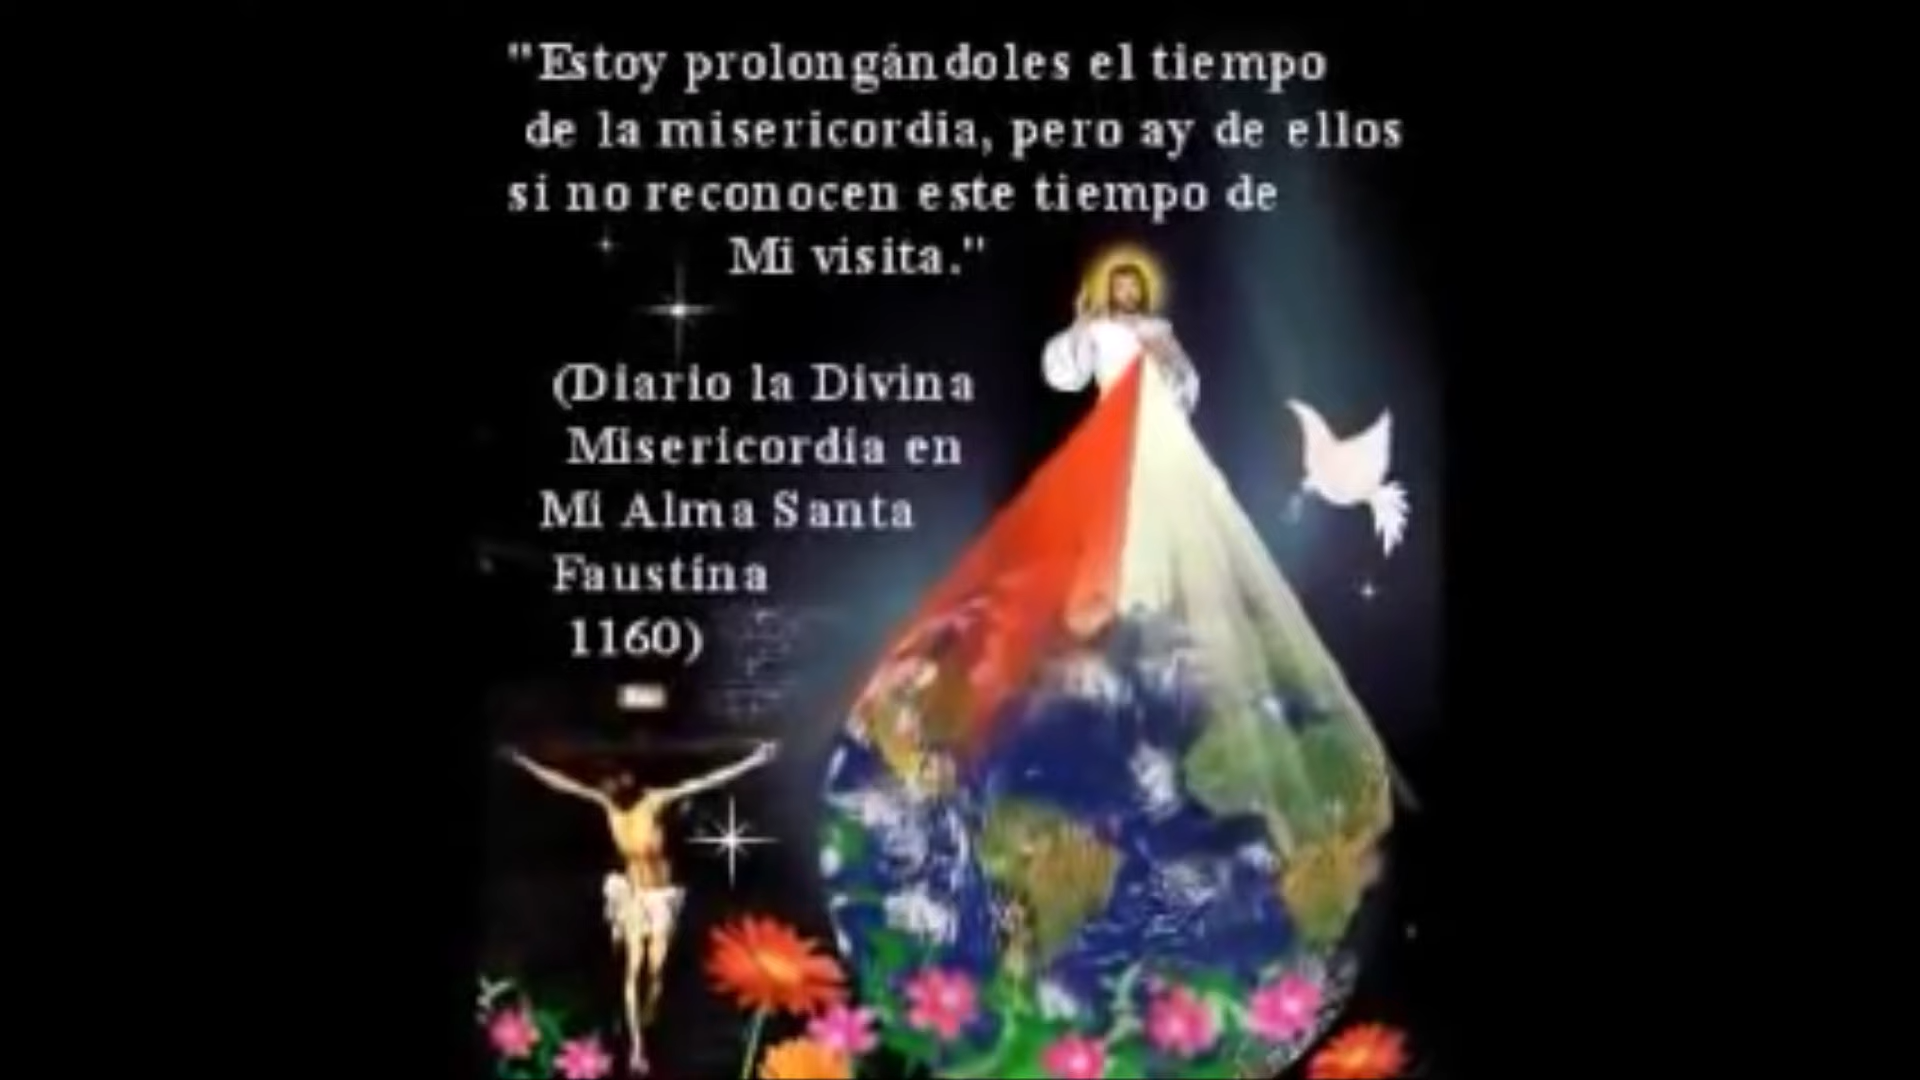 "Estoy prolongándoles el tiempo
de la misericordia, pero ay de ellos
si no reconocen este tiempo de
Mi visita."
(Diario la Divina
Misericordia en
Mi Alma Santa
Faustina
1160)